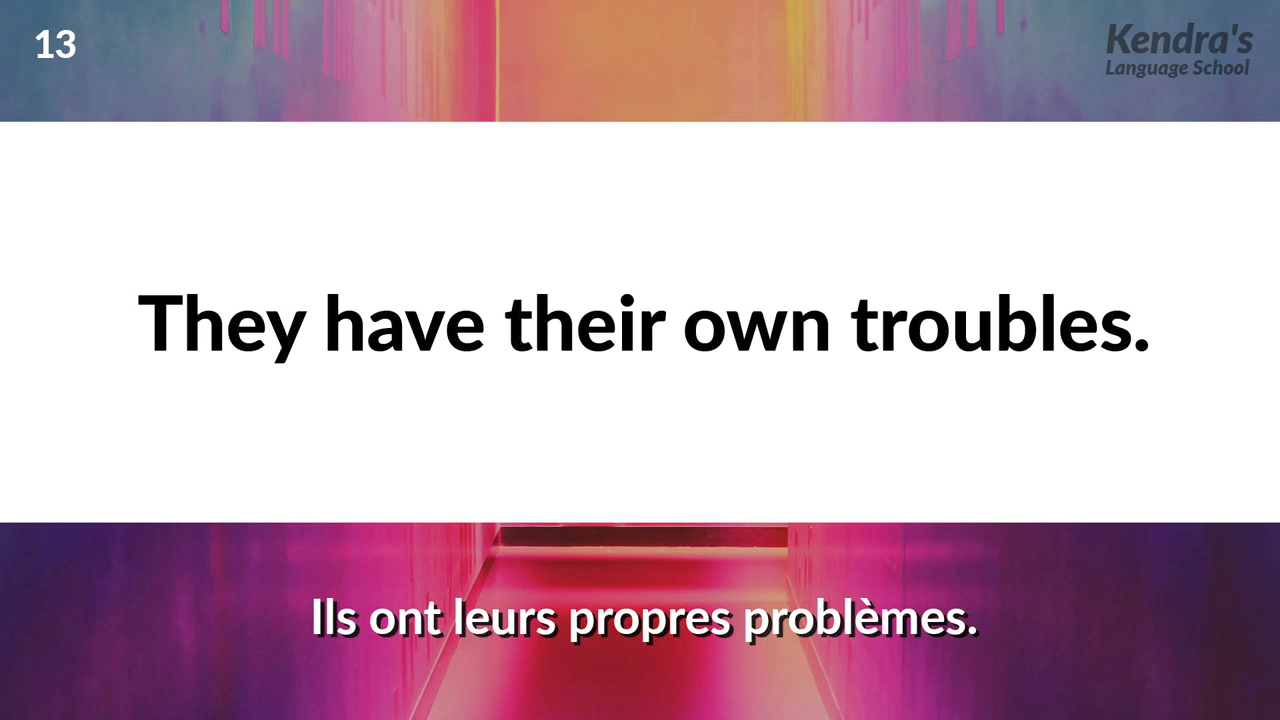 13
Kendra's
Language School
They have their own troubles.
Ils ont leurs propres problèmes.